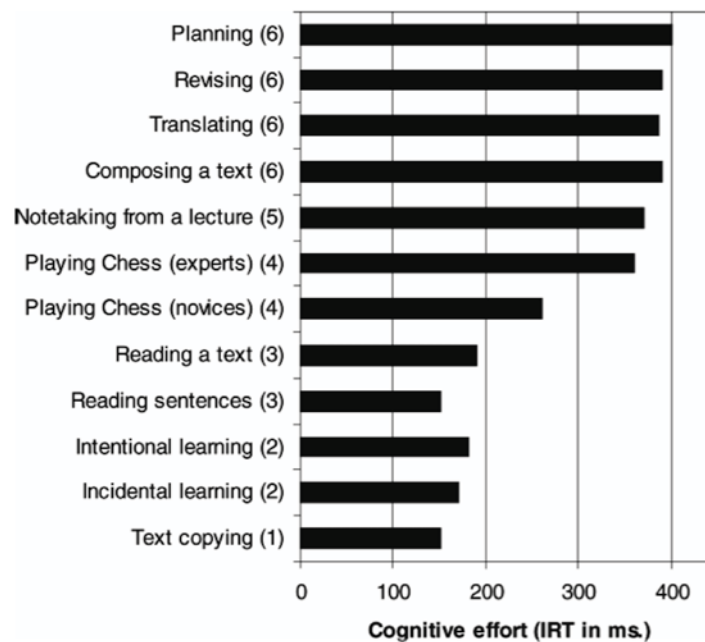 Planning (6)
Revising (6)
Translating (6)
Composing a text (6)
Notetaking from a lecture (5)
Playing Chess (experts) (4)
Playing Chess (novices) (4)
Reading a text (3)
Reading sentences (3)
Intentional learning (2)
Incidental learning (2)
Text copying (1)
0 100 200 300 400
Cognitive effort (IRT in ms.)